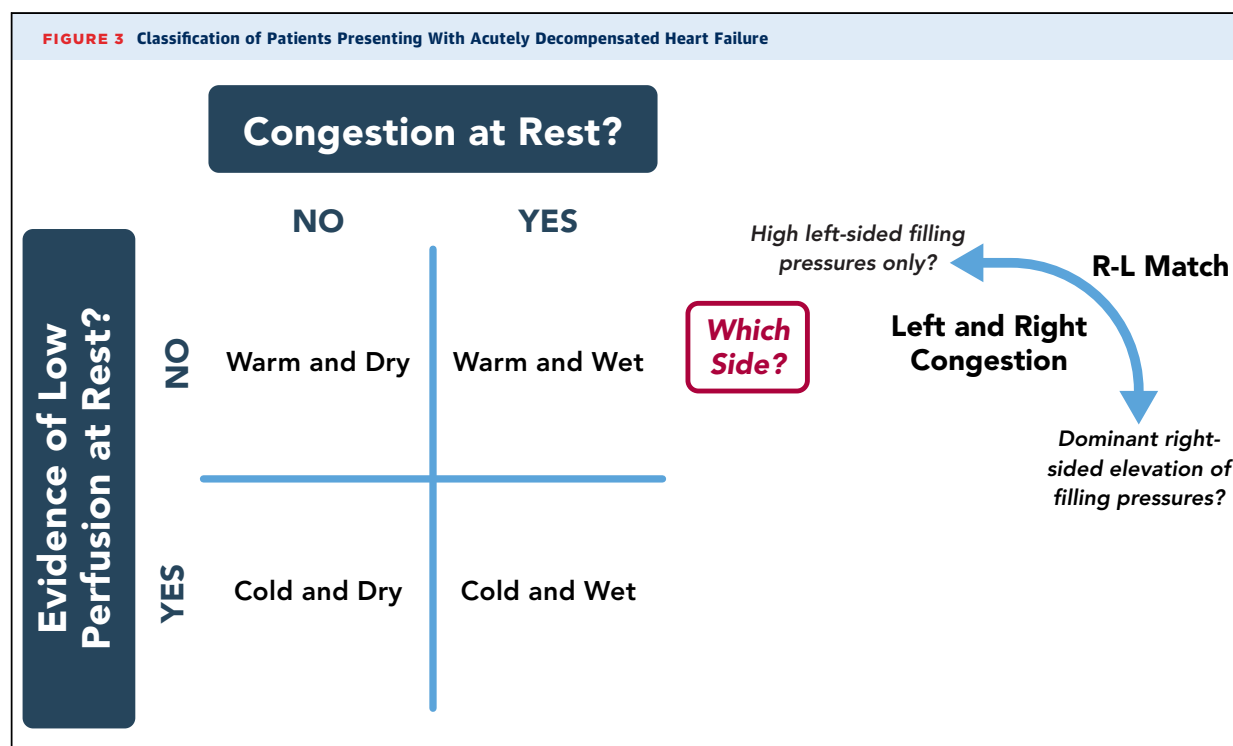 FIGURE 3 Classification of Patients Presenting With Acutely Decompensated Heart Failure
Congestion at Rest?
NO
YES
Evidence of Low
Perfusion at Rest?
NO
Warm and Dry
Warm and Wet
YES
Cold and Dry
Cold and Wet
Which
Side?
High left-sided filling
pressures only?
R-L Match
Left and Right
Congestion
Dominant right-
sided elevation of
filling pressures?